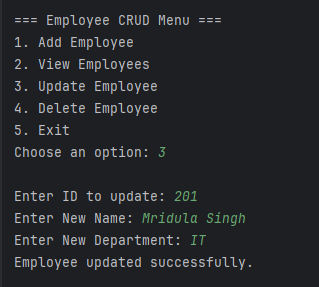 === Employee CRUD Menu ===
1. Add Employee
2. View Employees
3. Update Employee
4. Delete Employee
5. Exit
Choose an option: 3
Enter ID to update: 201
Enter New Name: Mridula Singh
Enter New Department: IT
Employee updated successfully.